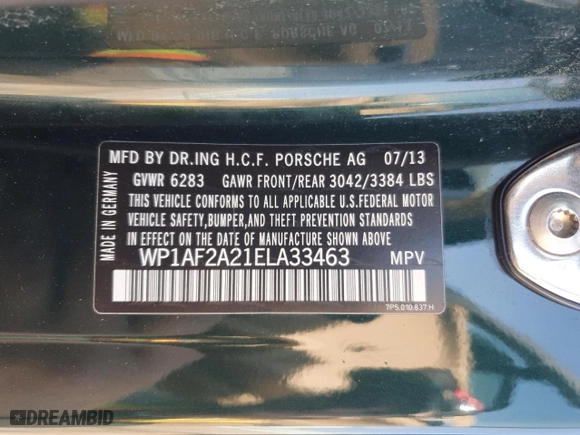 MFD BY DR.ING H.C.F. PORSCHE AG 07/13
GVWR 6283 GAWR FRONT/REAR 3042/3384 LBS
THIS VEHICLE CONFORMS TO ALL APPLICABLE U.S.FEDERAL MOTOR
VEHICLE SAFETY,BUMPER,AND THEFT PREVENTION STANDARDS
IN EFFECT ON THE DATE OF MANUFACTURE SHOWN ABOVE.
WP1AF2A21ELA33463 MPV
7P5.010.837.H
MADE IN GERMANY
DREAMBID